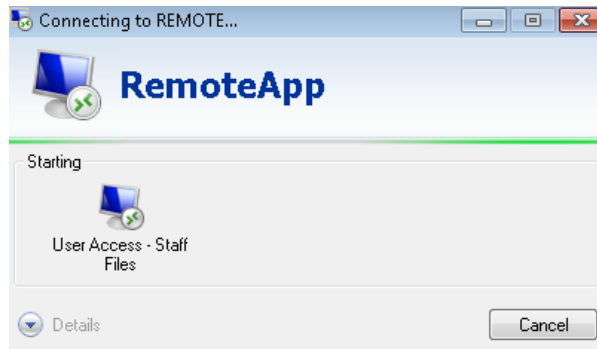 Connecting to REMOTE...
RemoteApp
Starting
User Access - Staff
Files
Details
Cancel